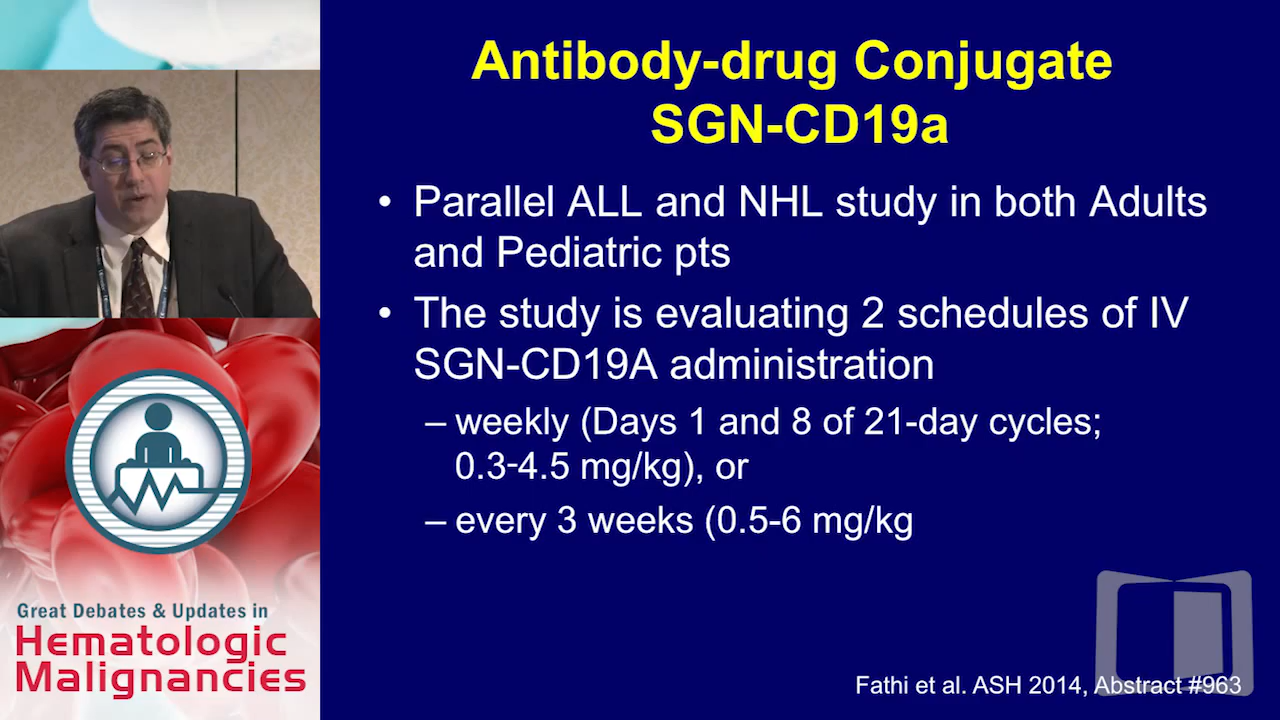 Antibody-drug Conjugate
SGN-CD19a
• Parallel ALL and NHL study in both Adults
and Pediatric pts
• The study is evaluating 2 schedules of IV
SGN-CD19A administration
– weekly (Days 1 and 8 of 21-day cycles;
0.3-4.5 mg/kg), or
– every 3 weeks (0.5-6 mg/kg
Fathi et al. ASH 2014, Abstract #963
Great Debates & Updates in
Hematologic
Malignancies